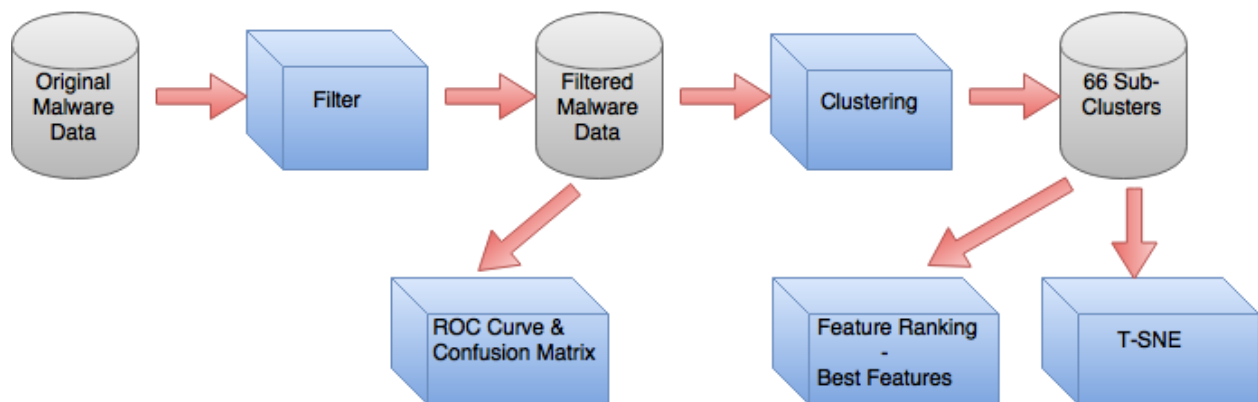 Original
Malware
Data
Filter
Filtered
Malware
Data
Clustering
66 Sub-
Clusters
ROC Curve &
Confusion Matrix
Feature Ranking
-
Best Features
T-SNE